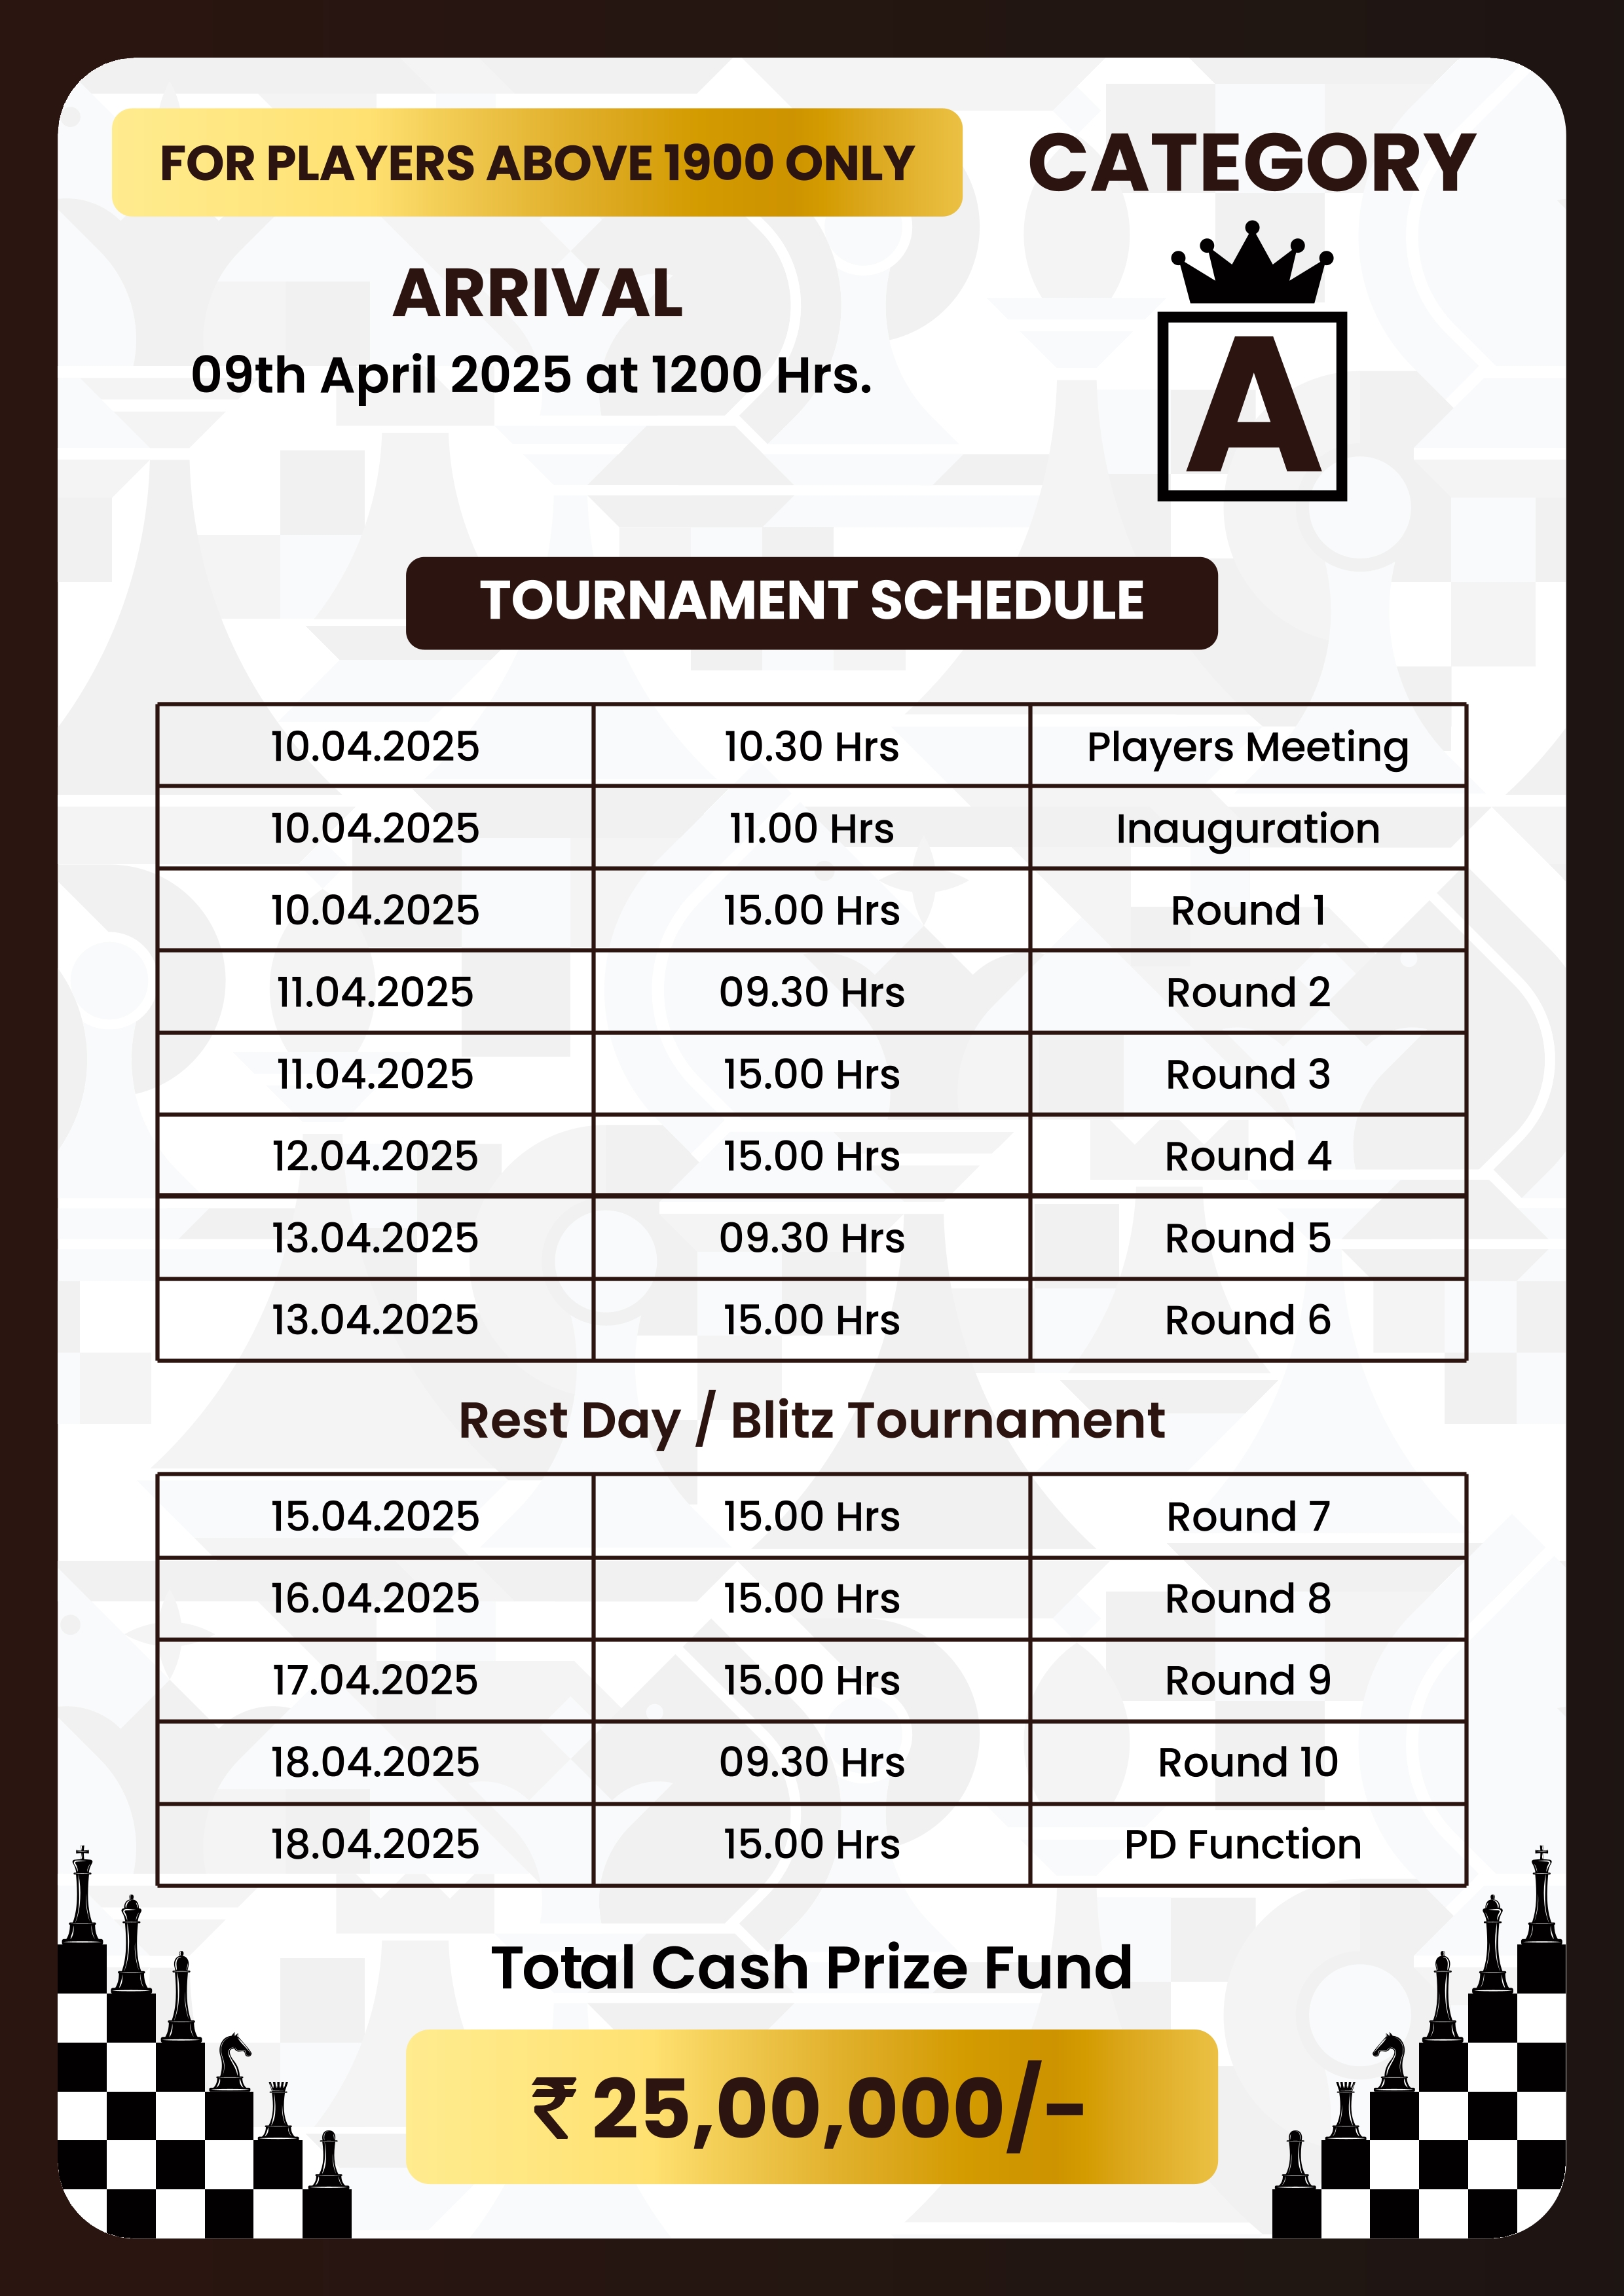 FOR PLAYERS ABOVE 1900 ONLY
CATEGORY
A
ARRIVAL
09th April 2025 at 1200 Hrs.
TOURNAMENT SCHEDULE
10.04.2025 10.30 Hrs Players Meeting
10.04.2025 11.00 Hrs Inauguration
10.04.2025 15.00 Hrs Round 1
11.04.2025 09.30 Hrs Round 2
11.04.2025 15.00 Hrs Round 3
12.04.2025 15.00 Hrs Round 4
13.04.2025 09.30 Hrs Round 5
13.04.2025 15.00 Hrs Round 6
Rest Day / Blitz Tournament
15.04.2025 15.00 Hrs Round 7
16.04.2025 15.00 Hrs Round 8
17.04.2025 15.00 Hrs Round 9
18.04.2025 09.30 Hrs Round 10
18.04.2025 15.00 Hrs PD Function
Total Cash Prize Fund
₹ 25,00,000/-